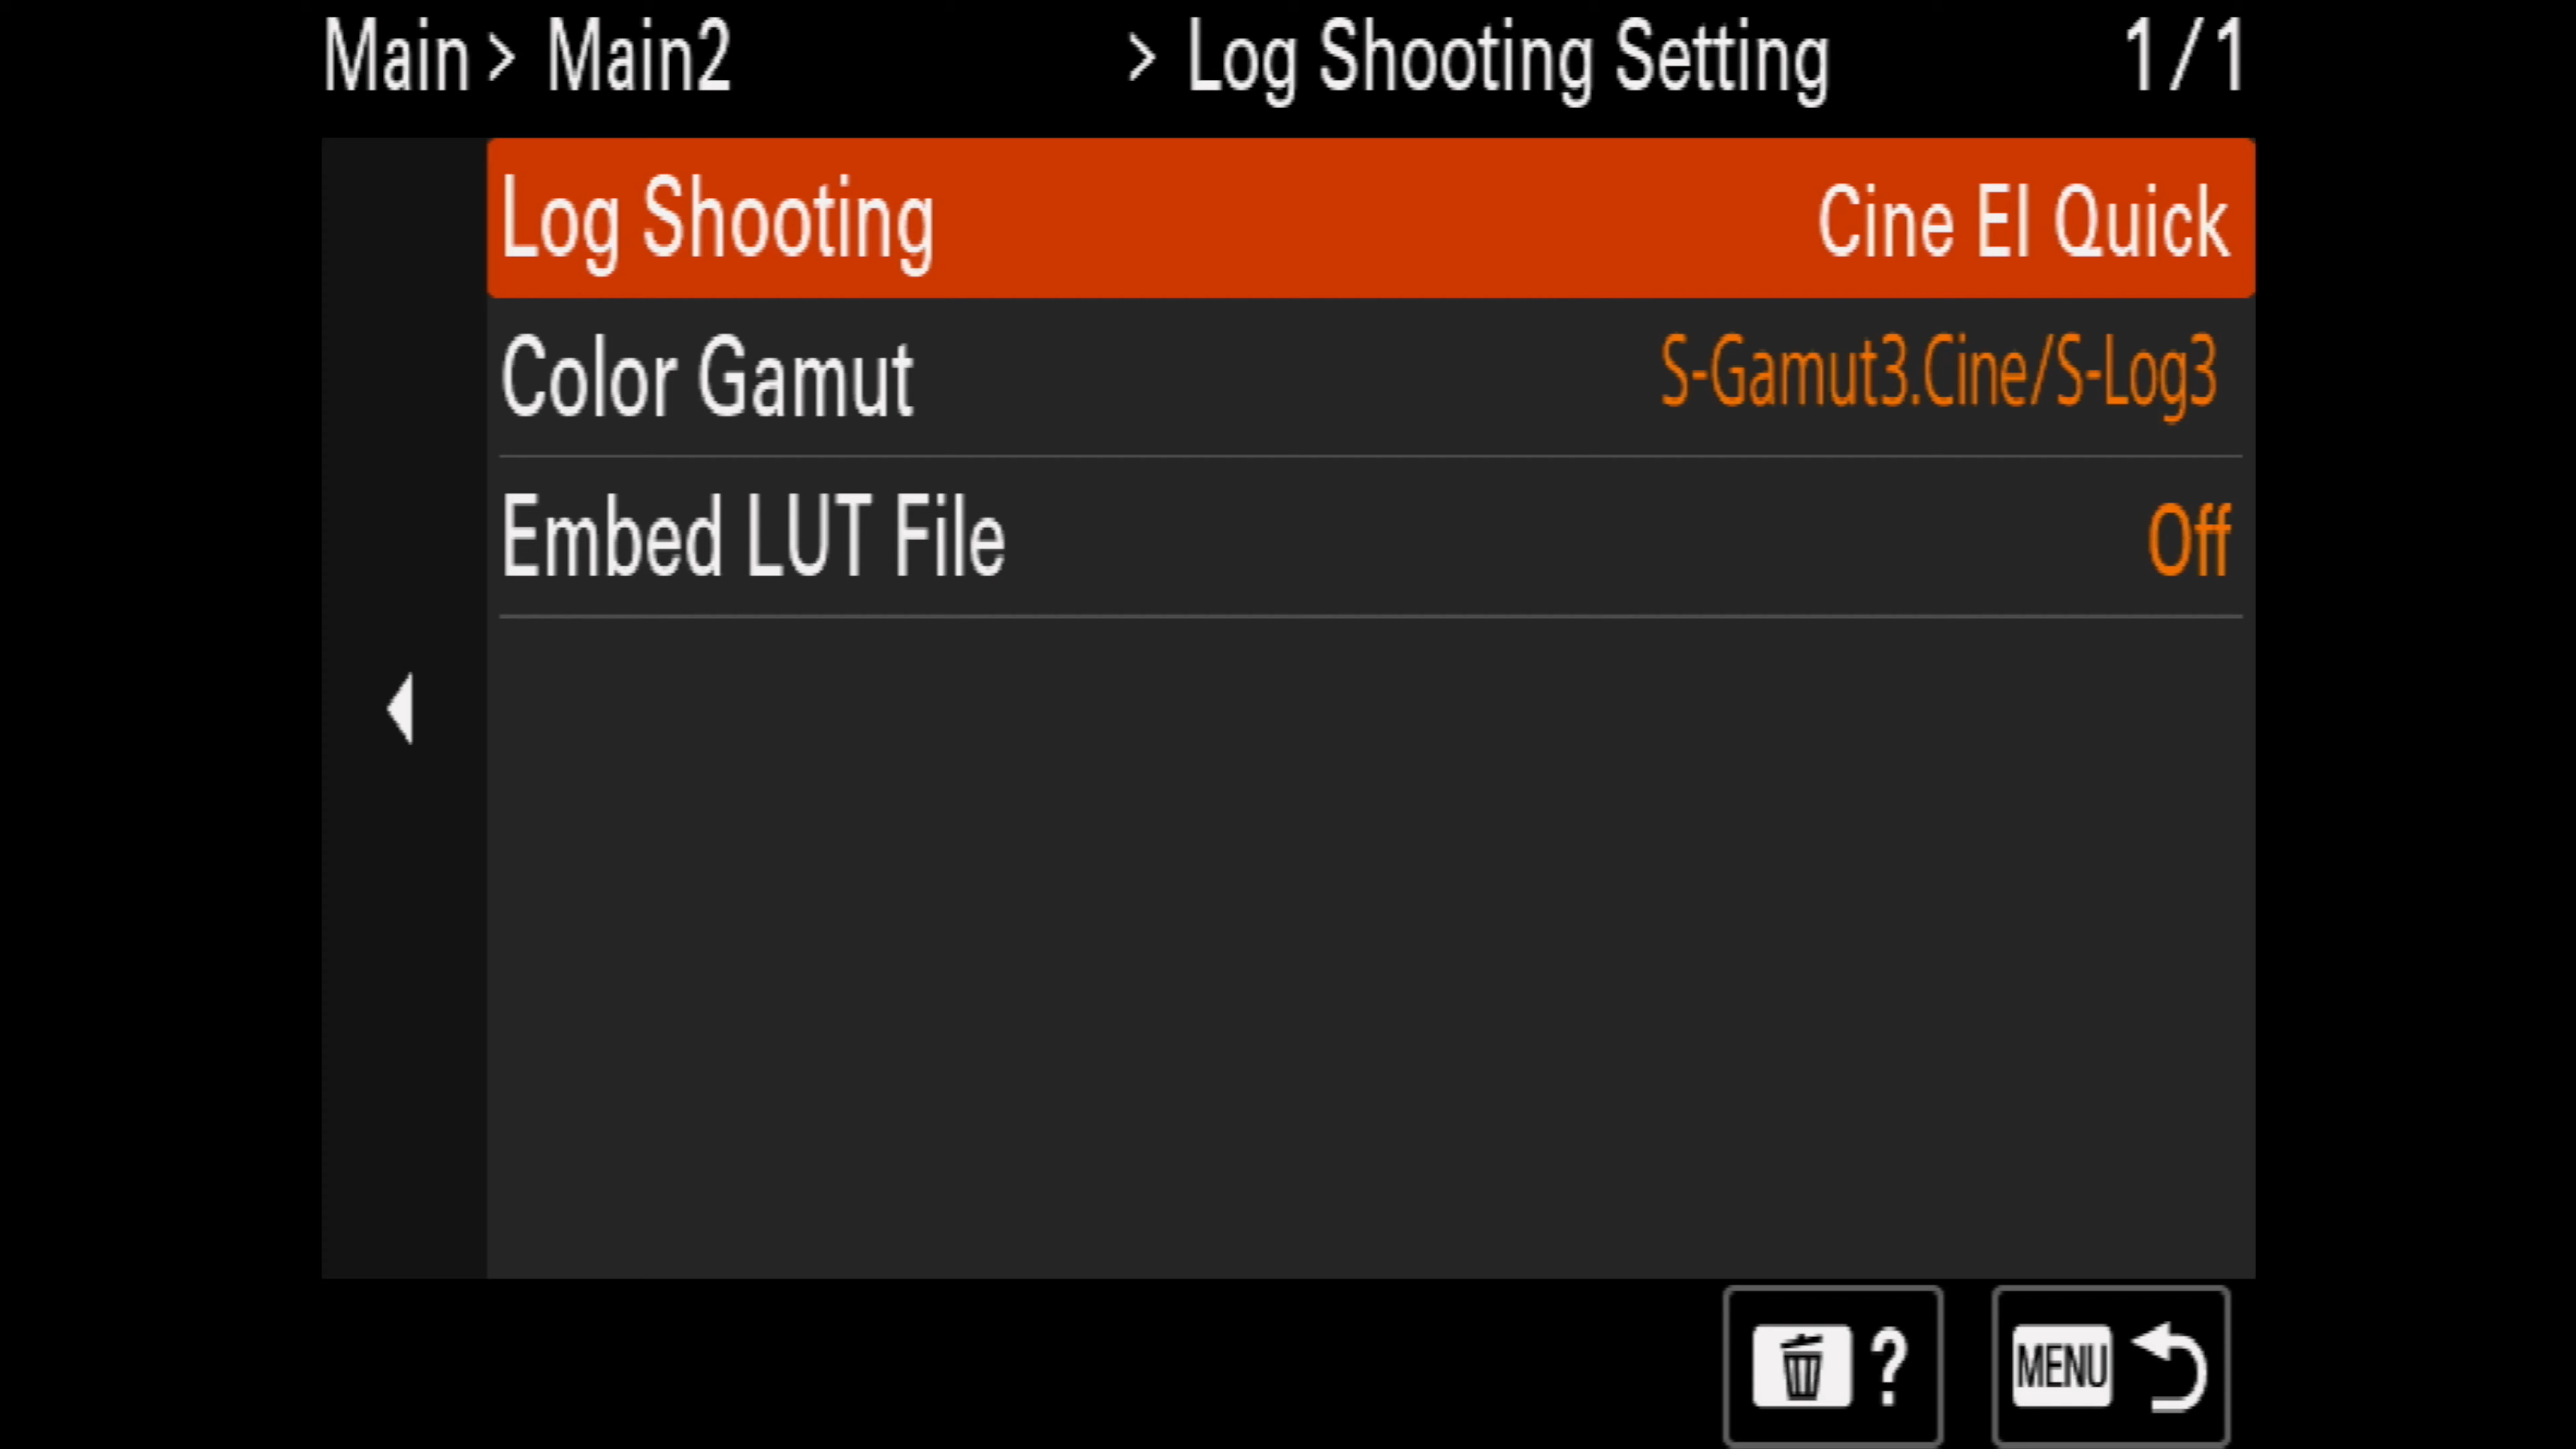 Main > Main2 > Log Shooting Setting 1/1
Log Shooting Cine EI Quick
Color Gamut S-Gamut3.Cine/S-Log3
Embed LUT File Off
? MENU